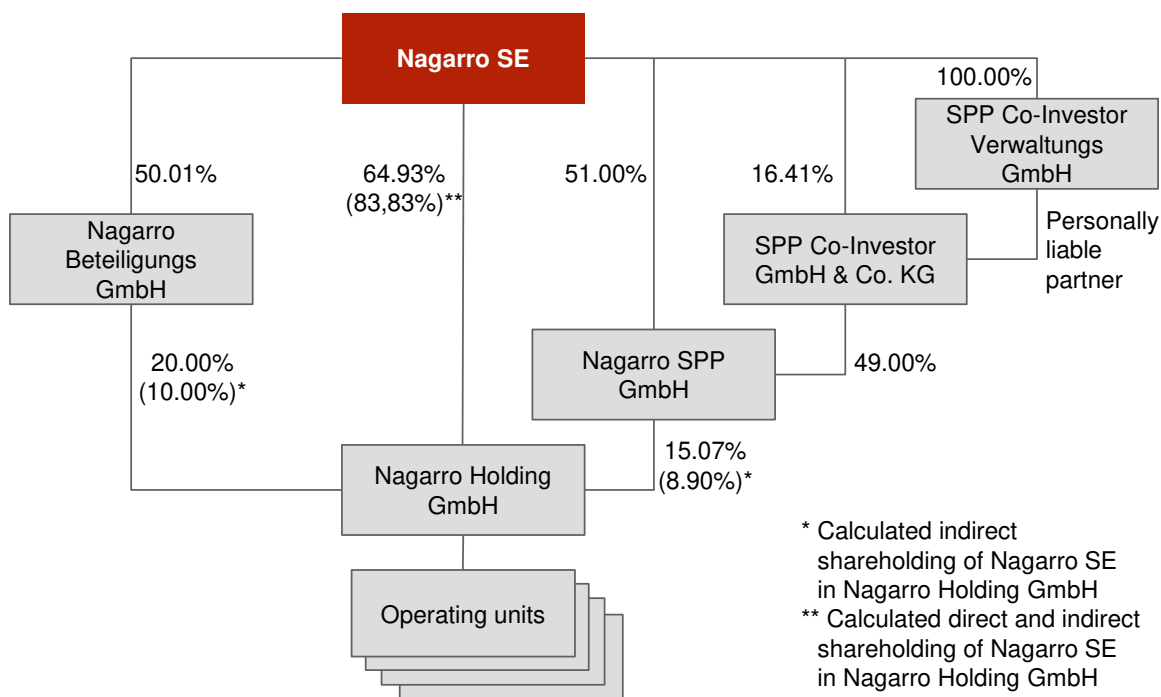 Nagarro SE
100.00%
SPP Co-Investor
Verwaltungs
GmbH
50.01%
64.93%
(83,83%)**
51.00%
16.41%
Nagarro
Beteiligungs
GmbH
SPP Co-Investor
GmbH & Co. KG
Personally
liable
partner
20.00%
(10.00%)*
Nagarro SPP
GmbH
49.00%
Nagarro Holding
GmbH
15.07%
(8.90%)*
Operating units
* Calculated indirect
shareholding of Nagarro SE
in Nagarro Holding GmbH
** Calculated direct and indirect
shareholding of Nagarro SE
in Nagarro Holding GmbH